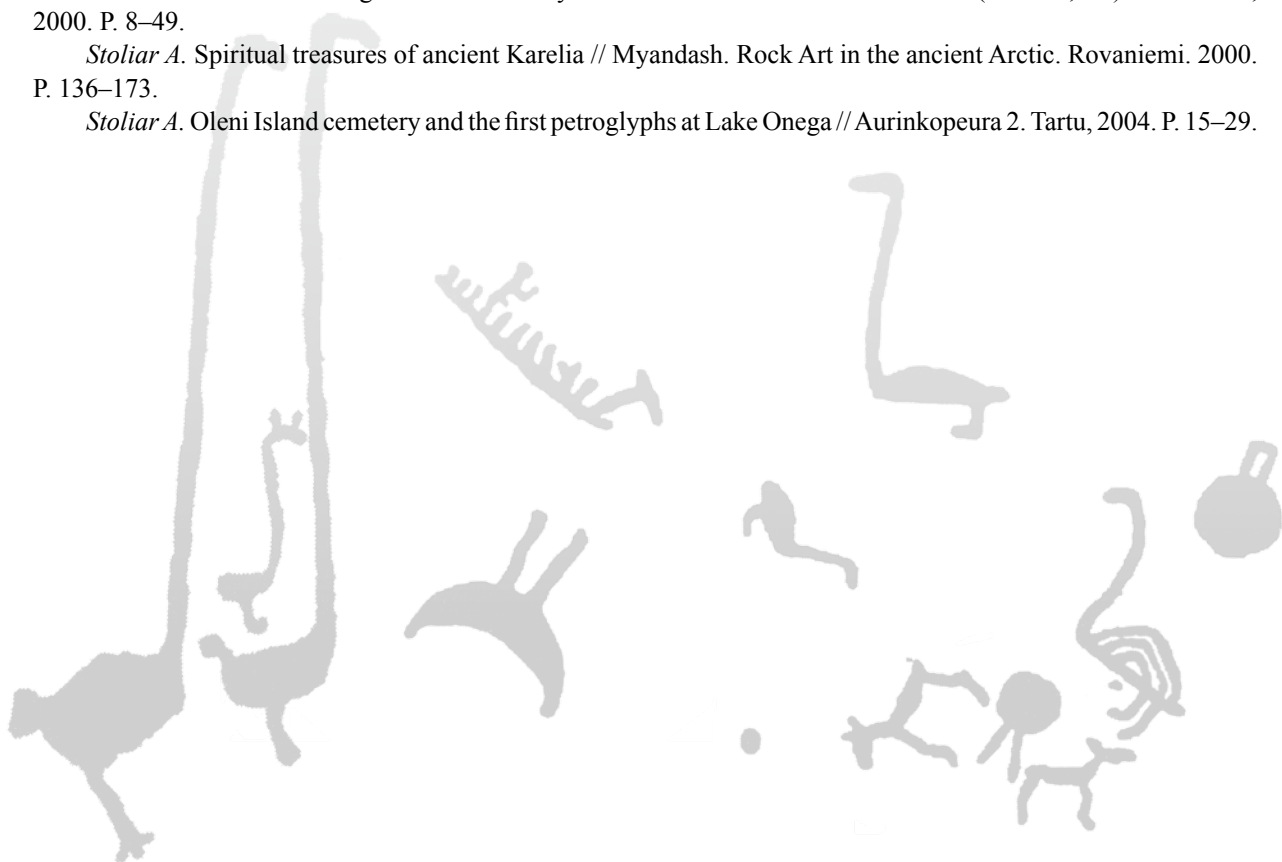 2000. P. 8–49.
Stoliar A. Spiritual treasures of ancient Karelia // Myandash. Rock Art in the ancient Arctic. Rovaniemi. 2000.
P. 136–173.
Stoliar A. Oleni Island cemetery and the first petroglyphs at Lake Onega // Aurinkopeura 2. Tartu, 2004. P. 15–29.